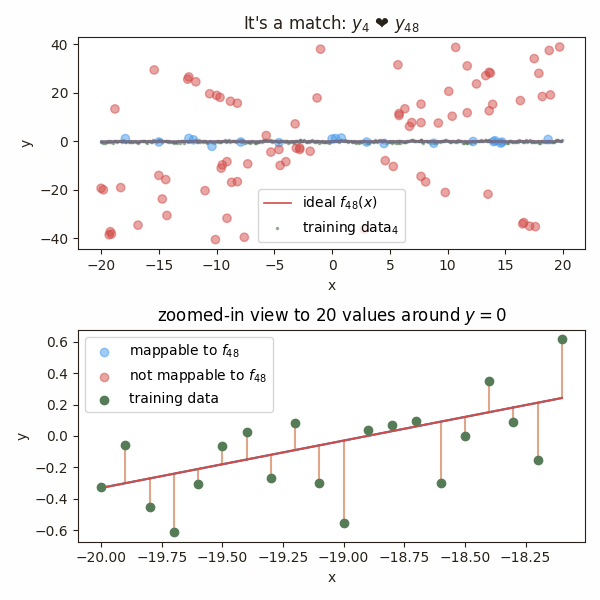 It's a match: y₄ ❤ y₄₈
40
20
0
−20
−40
y
ideal f₄₈(x)
training data₄
−20 −15 −10 −5 0 5 10 15 20
x
zoomed-in view to 20 values around y = 0
0.6
0.4
0.2
0.0
−0.2
−0.4
−0.6
y
mappable to f₄₈
not mappable to f₄₈
training data
−20.00 −19.75 −19.50 −19.25 −19.00 −18.75 −18.50 −18.25
x